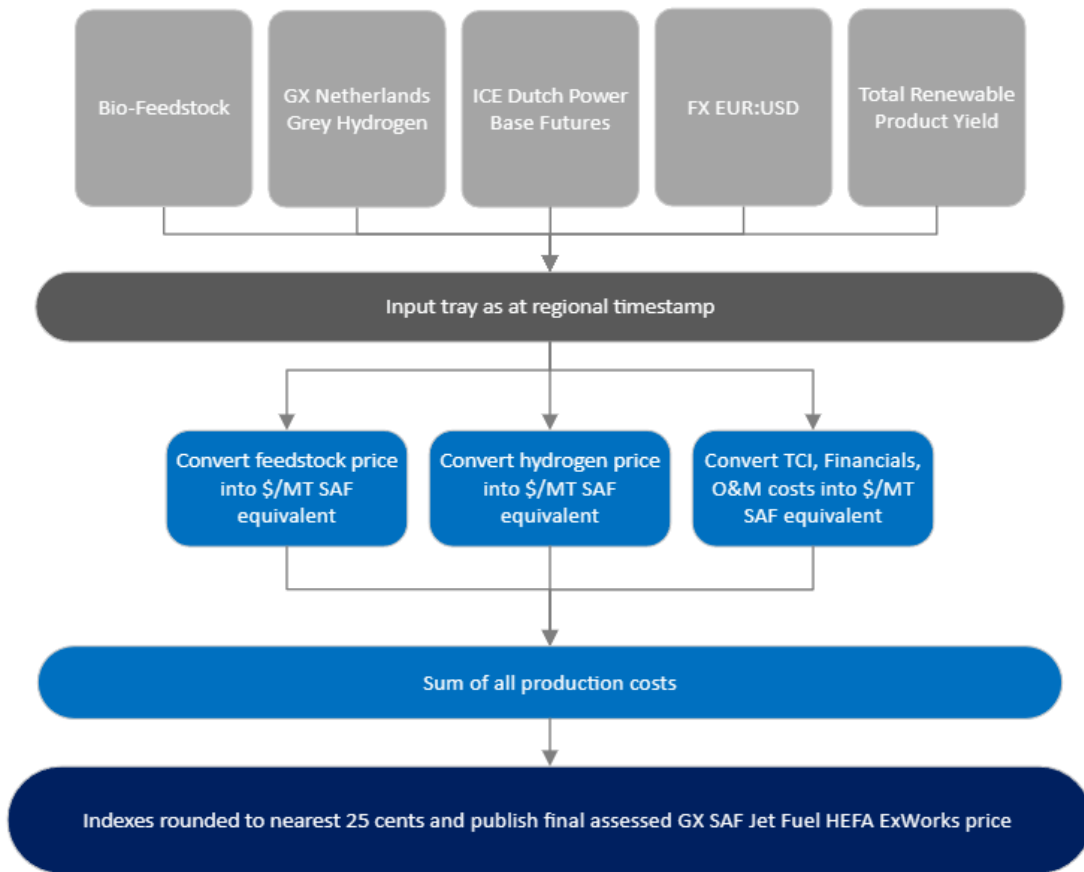 Bio-Feedstock
GX Netherlands
Grey Hydrogen
ICE Dutch Power
Base Futures
FX EUR:USD
Total Renewable
Product Yield
Input tray as at regional timestamp
Convert feedstock price
into $/MT SAF
equivalent
Convert hydrogen price
into $/MT SAF
equivalent
Convert TCI, Financials,
O&M costs into $/MT
SAF equivalent
Sum of all production costs
Indexes rounded to nearest 25 cents and publish final assessed GX SAF Jet Fuel HEFA ExWorks price